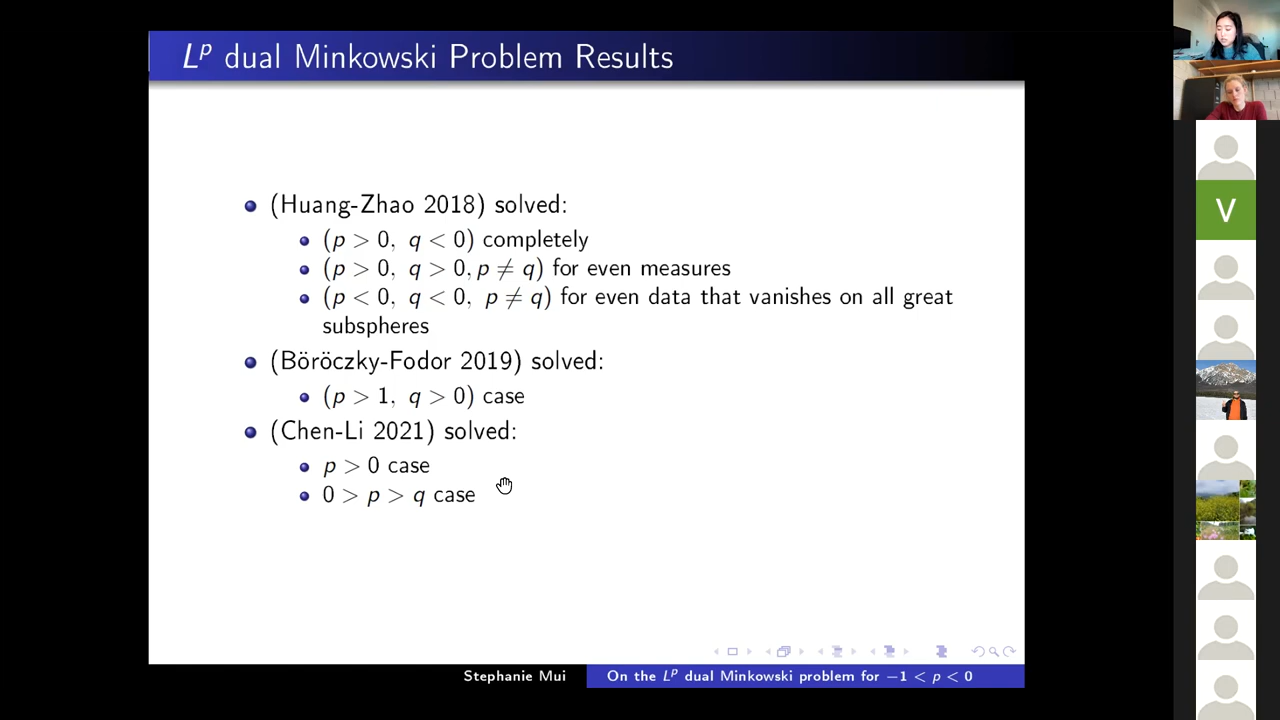 L^p dual Minkowski Problem Results
(Huang-Zhao 2018) solved:
(p > 0, q < 0) completely
(p > 0, q > 0, p ≠ q) for even measures
(p < 0, q < 0, p ≠ q) for even data that vanishes on all great
subspheres
(Böröczky-Fodor 2019) solved:
(p > 1, q > 0) case
(Chen-Li 2021) solved:
p > 0 case
0 > p > q case
Stephanie Mui
On the L^p dual Minkowski problem for −1 < p < 0
V